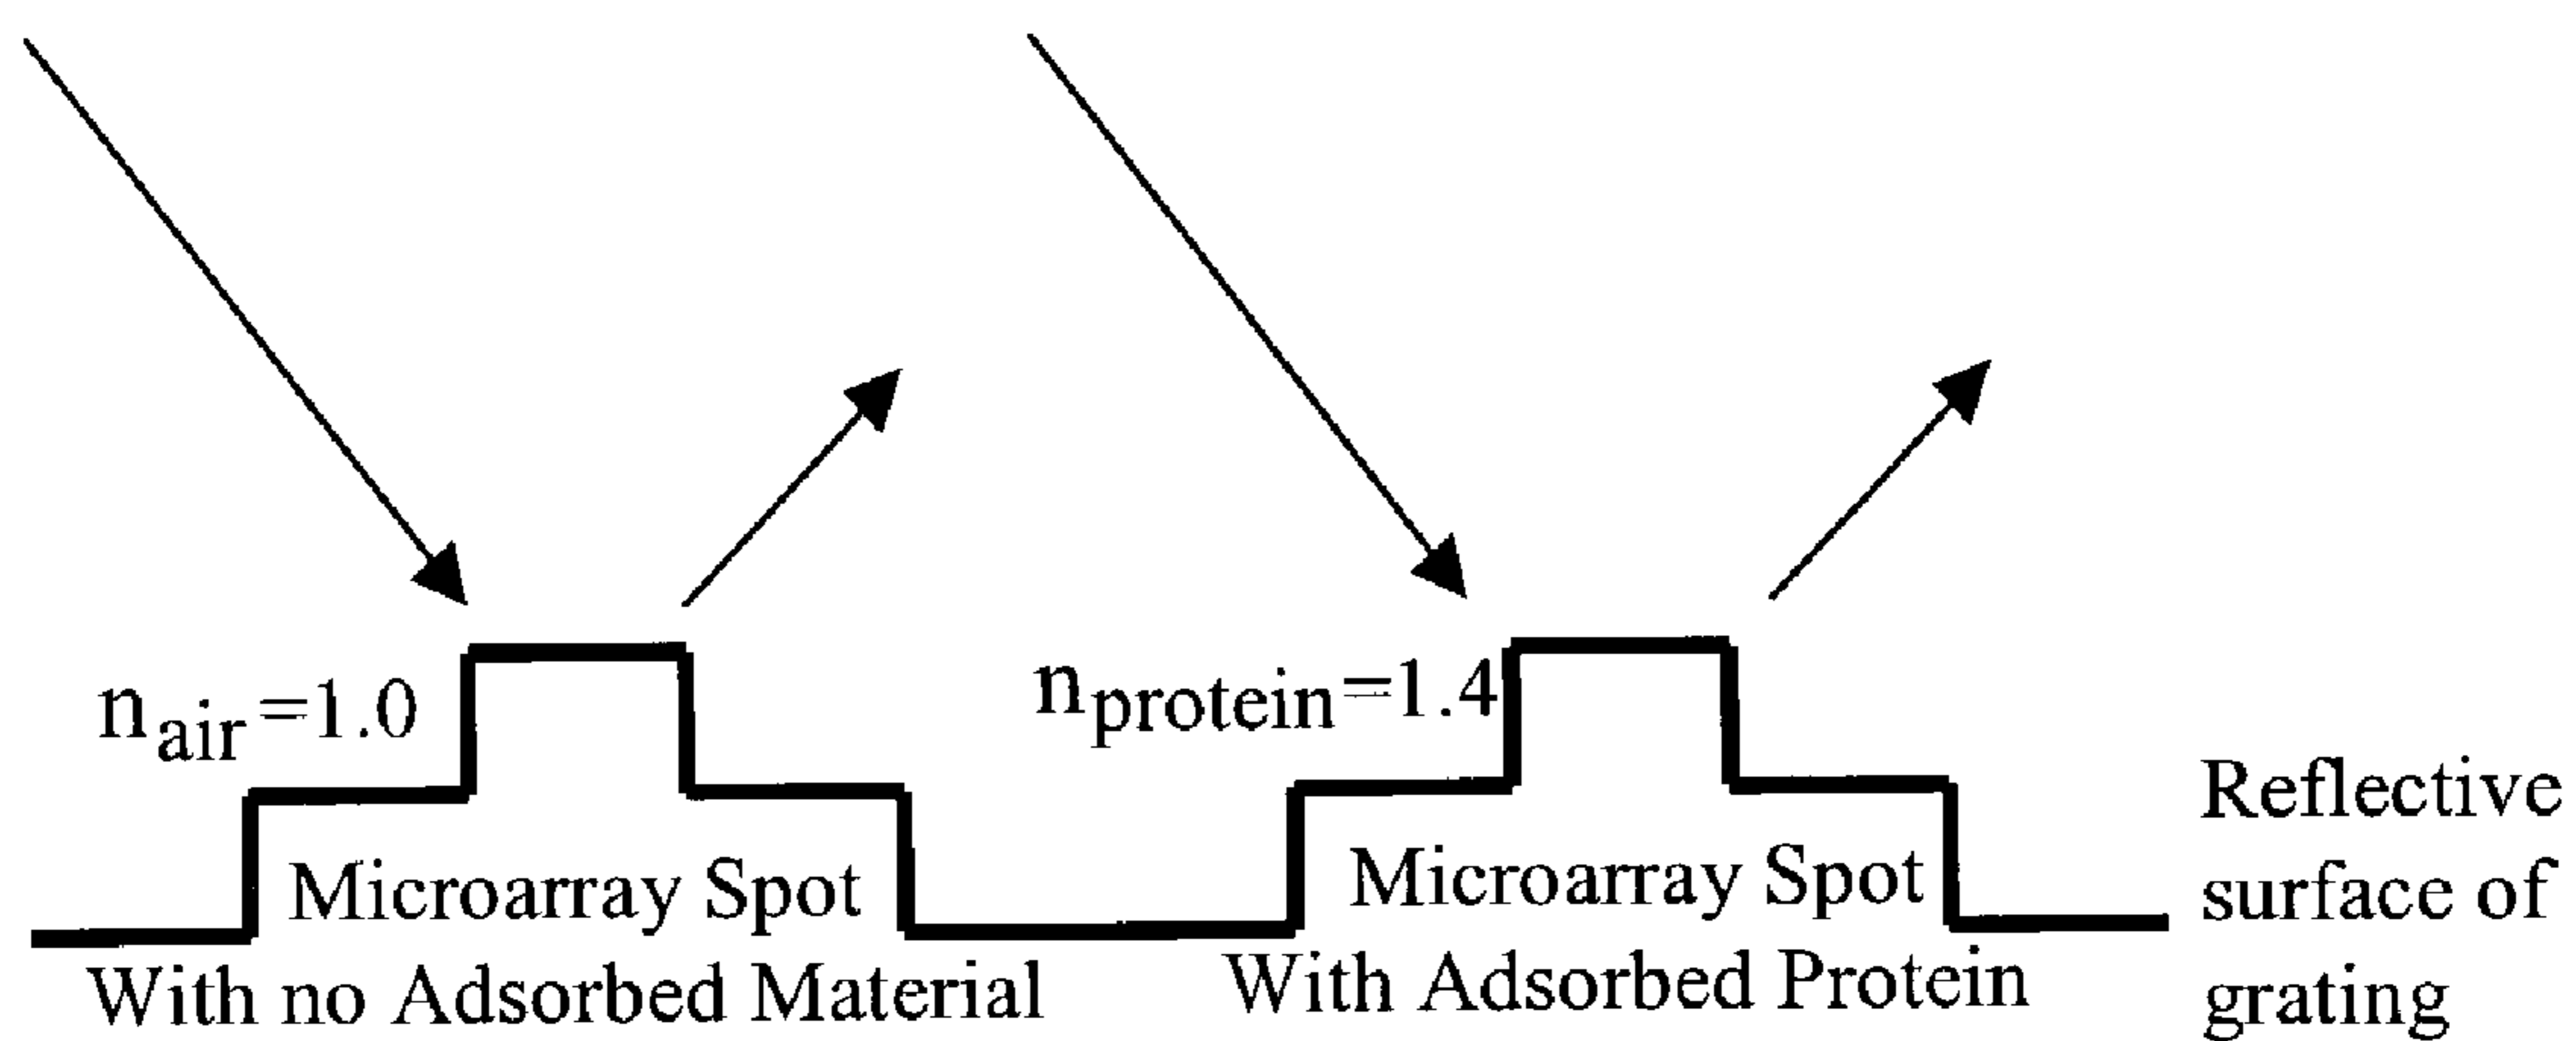 n_air=1.0
n_protein=1.4
Microarray Spot
With no Adsorbed Material
Microarray Spot
With Adsorbed Protein
Reflective
surface of
grating